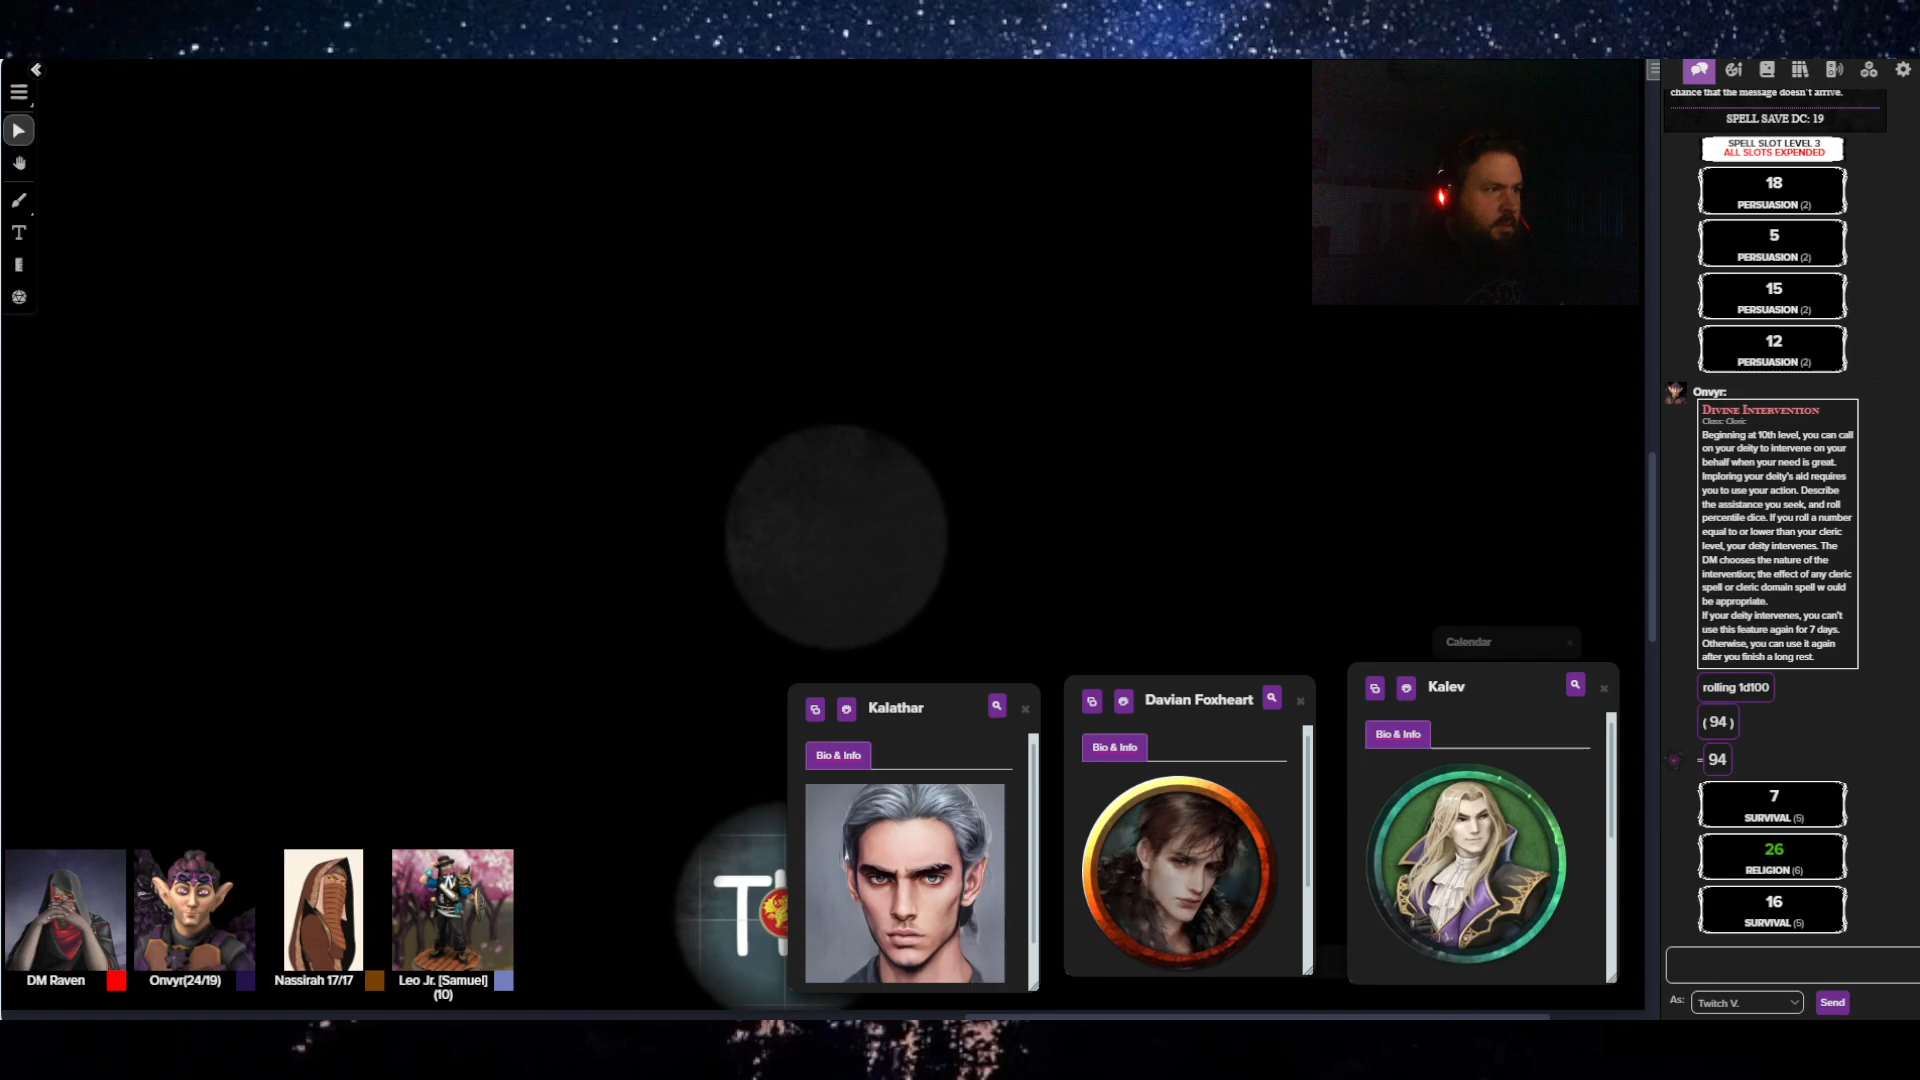 chance that the message doesn't arrive.
SPELL SAVE DC: 19
SPELL SLOT LEVEL 3
ALL SLOTS EXPENDED
18
PERSUASION (2)
5
PERSUASION (2)
15
PERSUASION (2)
12
PERSUASION (2)
Onvyr:
DIVINE INTERVENTION
Class: Cleric
Beginning at 10th level, you can call
on your deity to intervene on your
behalf when your need is great.
Imploring your deity's aid requires
you to use your action. Describe
the assistance you seek, and roll
percentile dice. If you roll a number
equal to or lower than your cleric
level, your deity intervenes. The
DM chooses the nature of the
intervention; the effect of any cleric
spell or cleric domain spell w ould
be appropriate.
If your deity intervenes, you can't
use this feature again for 7 days.
Otherwise, you can use it again
after you finish a long rest.
rolling 1d100
(94)
=94
7
SURVIVAL (5)
26
RELIGION (6)
16
SURVIVAL (5)
As:
Twitch V.
Send
Calendar
Kalathar
Bio & Info
Davian Foxheart
Bio & Info
Kalev
Bio & Info
T
DM Raven
Onvyr(24/19)
Nassirah 17/17
Leo Jr. [Samuel]
(10)